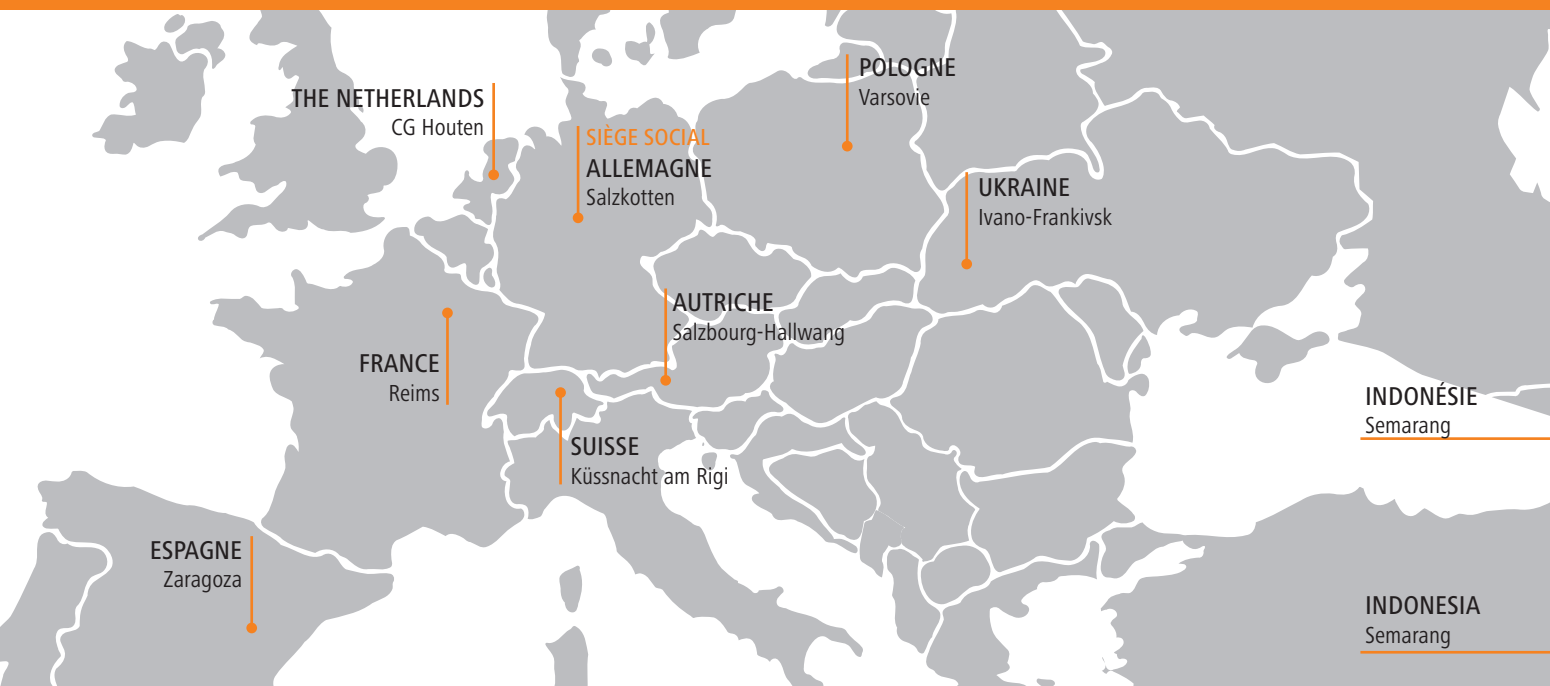 POLOGNE
Varsovie
THE NETHERLANDS
CG Houten
SIÈGE SOCIAL
ALLEMAGNE
Salzkotten
UKRAINE
Ivano-Frankivsk
AUTRICHE
Salzbourg-Hallwang
FRANCE
Reims
INDONÉSIE
Semarang
SUISSE
Küssnacht am Rigi
ESPAGNE
Zaragoza
INDONESIA
Semarang